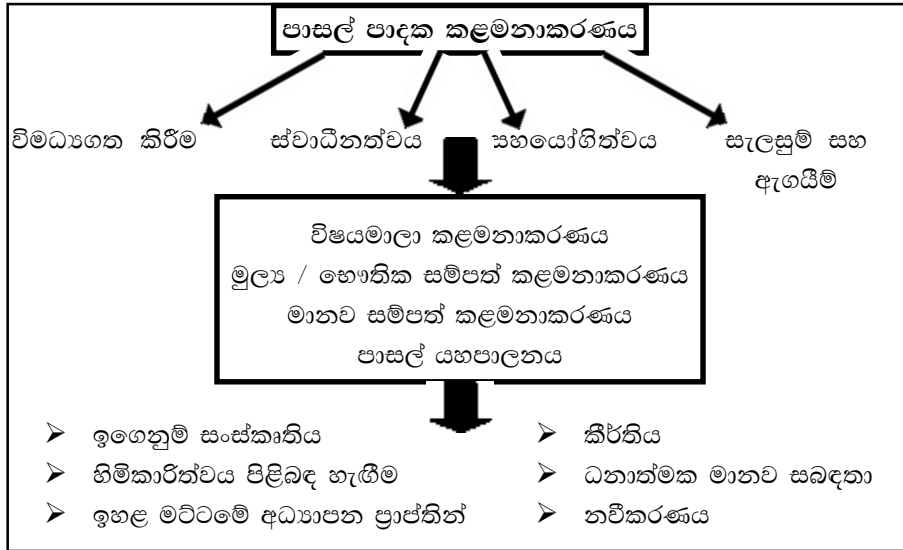 පාසල් පාදක කළමනාකරණය
විමධ්‍යගත කිරීම
ස්වාධීනත්වය
සහයෝගිත්වය
සැලසුම් සහ
ඇගයීම්
විෂයමාලා කළමනාකරණය
මුල්‍ය / භෞතික සම්පත් කළමනාකරණය
මානව සම්පත් කළමනාකරණය
පාසල් යහපාලනය
➢ ඉගෙනුම් සංස්කෘතිය
➢ හිමිකාරිත්වය පිළිබඳ හැඟීම
➢ ඉහළ මට්ටමේ අධ්‍යාපන ප්‍රාප්තින්
➢ කීර්තිය
➢ ධනාත්මක මානව සබඳතා
➢ නවීකරණය